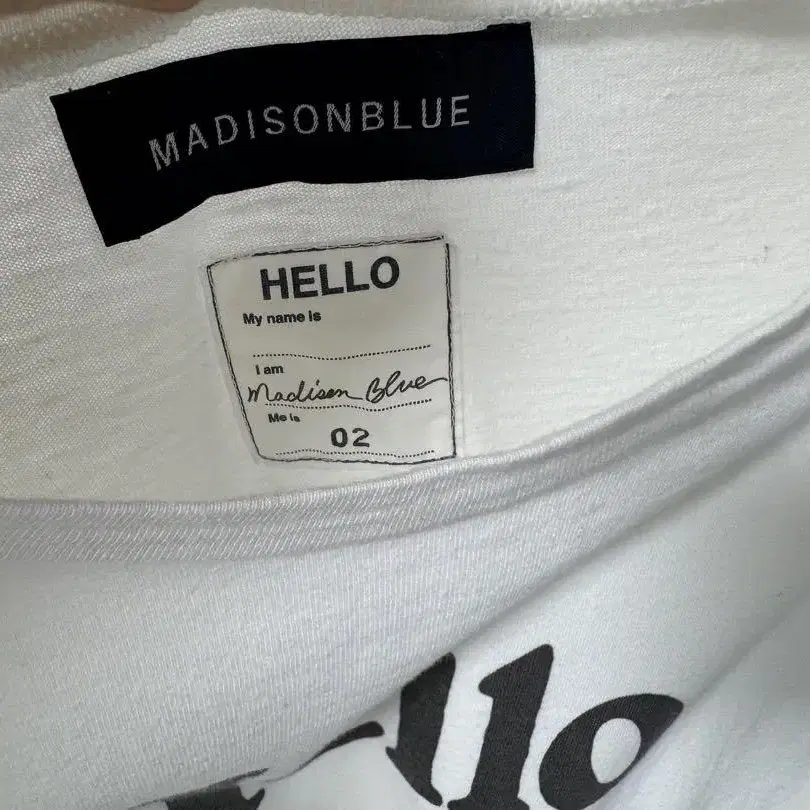 MADISONBLUE
HELLO
My name is
I am
Madison Blue
Me is
02
llo